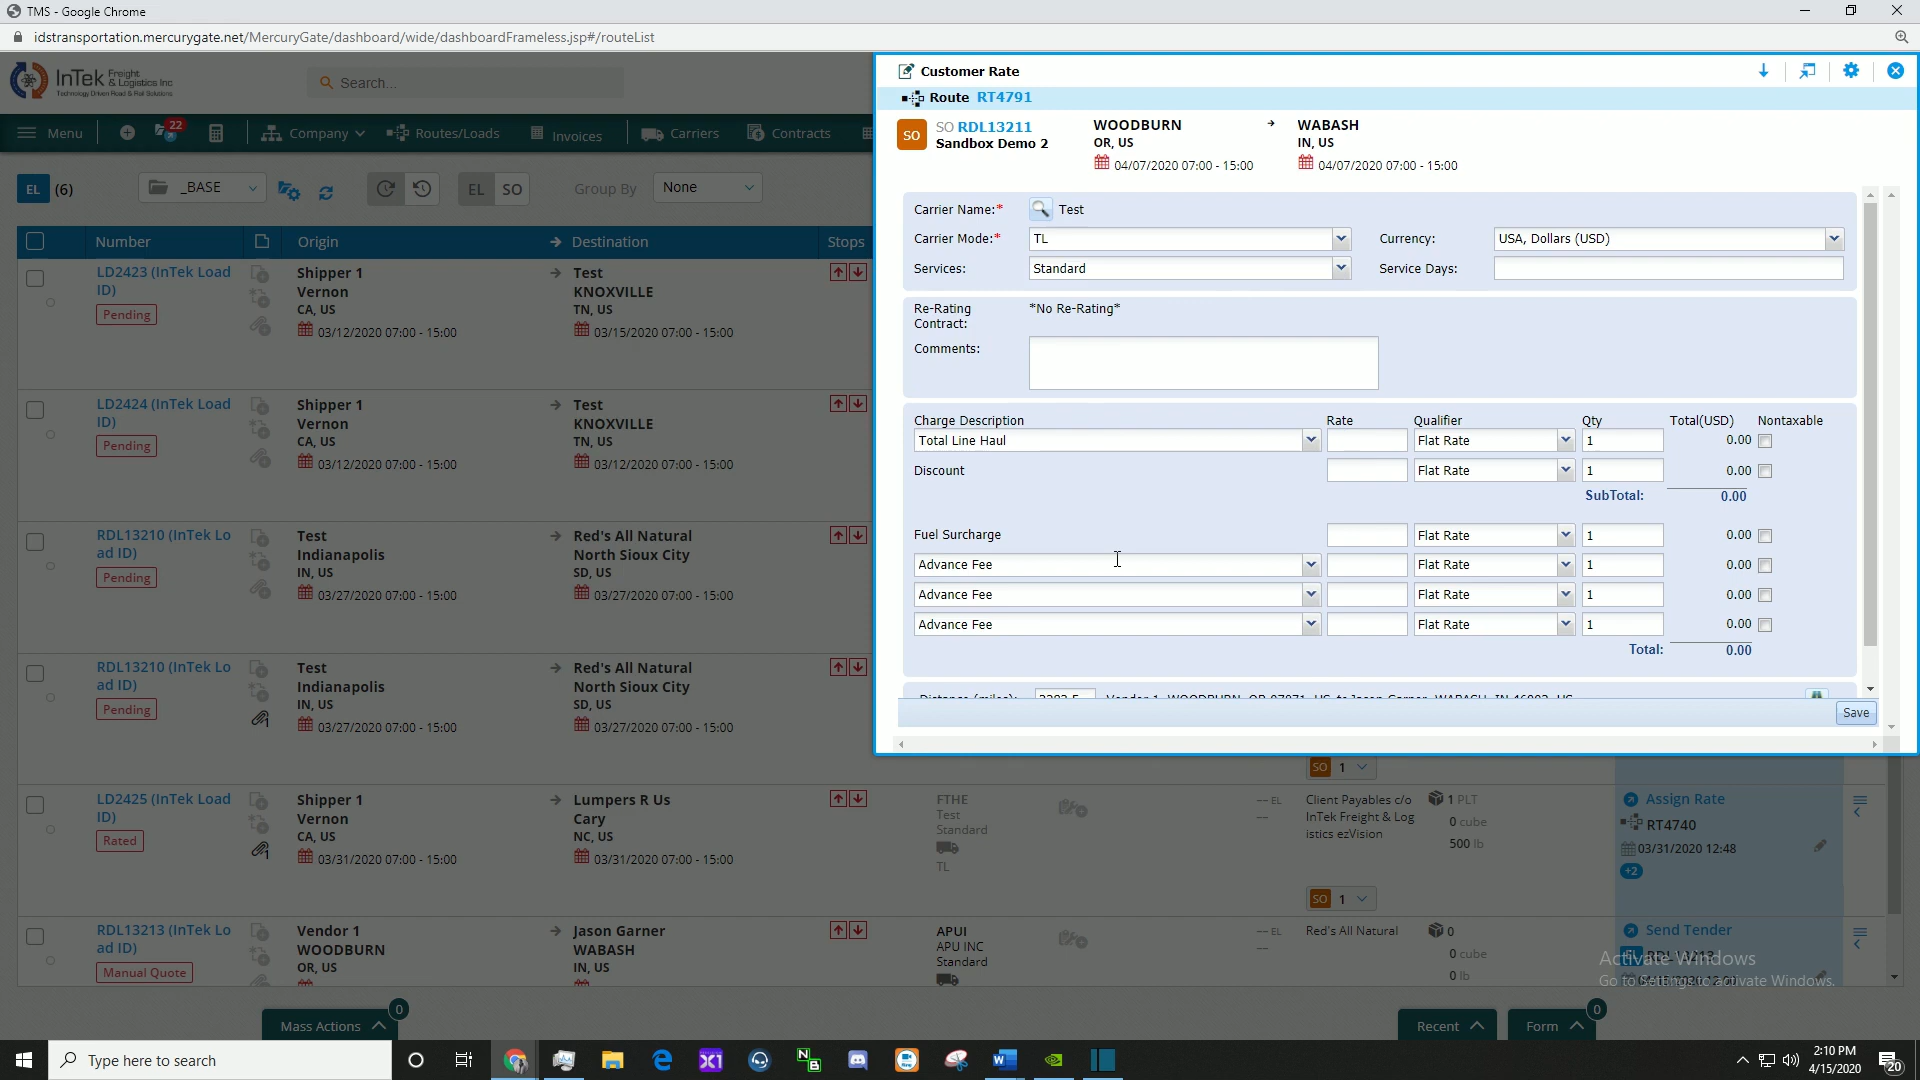 TMS - Google Chrome
idstransportation.mercurygate.net/MercuryGate/dashboard/wide/dashboardFrameless.jsp#/routeList
InTek Freight & Logistics Inc
Technology Driven Road & Rail Solutions
Search...
Menu
22
Company
Routes/Loads
Invoices
Carriers
Contracts
EL (6)
_BASE
EL SO
Group By
None
Number
Origin
Destination
Stops
LD2423 (InTek Load
ID)
Pending
Shipper 1
Vernon
CA, US
03/12/2020 07:00 - 15:00
Test
KNOXVILLE
TN, US
03/15/2020 07:00 - 15:00
LD2424 (InTek Load
ID)
Pending
Shipper 1
Vernon
CA, US
03/12/2020 07:00 - 15:00
Test
KNOXVILLE
TN, US
03/12/2020 07:00 - 15:00
RDL13210 (InTek Lo
ad ID)
Pending
Test
Indianapolis
IN, US
03/27/2020 07:00 - 15:00
Red's All Natural
North Sioux City
SD, US
03/27/2020 07:00 - 15:00
RDL13210 (InTek Lo
ad ID)
Pending
1
Test
Indianapolis
IN, US
03/27/2020 07:00 - 15:00
Red's All Natural
North Sioux City
SD, US
03/27/2020 07:00 - 15:00
SO 1
LD2425 (InTek Load
ID)
Rated
1
Shipper 1
Vernon
CA, US
03/31/2020 07:00 - 15:00
Lumpers R Us
Cary
NC, US
03/31/2020 07:00 - 15:00
FTHE
Test
Standard
TL
-- EL
--
Client Payables c/o
InTek Freight & Log
istics ezVision
1 PLT
0 cube
500 lb
Assign Rate
RT4740
03/31/2020 12:48
+2
SO 1
RDL13213 (InTek Lo
ad ID)
Manual Quote
Vendor 1
WOODBURN
OR, US
Jason Garner
WABASH
IN, US
APUI
APU INC
Standard
-- EL
--
Red's All Natural
0
0 cube
0 lb
Send Tender
Activate Windows
Go to Settings to activate Windows.
Customer Rate
Route RT4791
SO
SO RDL13211
Sandbox Demo 2
WOODBURN
OR, US
04/07/2020 07:00 - 15:00
WABASH
IN, US
04/07/2020 07:00 - 15:00
Carrier Name:*
Test
Carrier Mode:*
TL
Currency:
USA, Dollars (USD)
Services:
Standard
Service Days:
Re-Rating
Contract:
*No Re-Rating*
Comments:
Charge Description Rate Qualifier Qty Total(USD) Nontaxable
Total Line Haul Flat Rate 1 0.00
Discount Flat Rate 1 0.00
SubTotal: 0.00
Fuel Surcharge Flat Rate 1 0.00
Advance Fee Flat Rate 1 0.00
Advance Fee Flat Rate 1 0.00
Advance Fee Flat Rate 1 0.00
Total: 0.00
Save
Mass Actions
0
Recent
Form
0
Type here to search
2:10 PM
4/15/2020
20